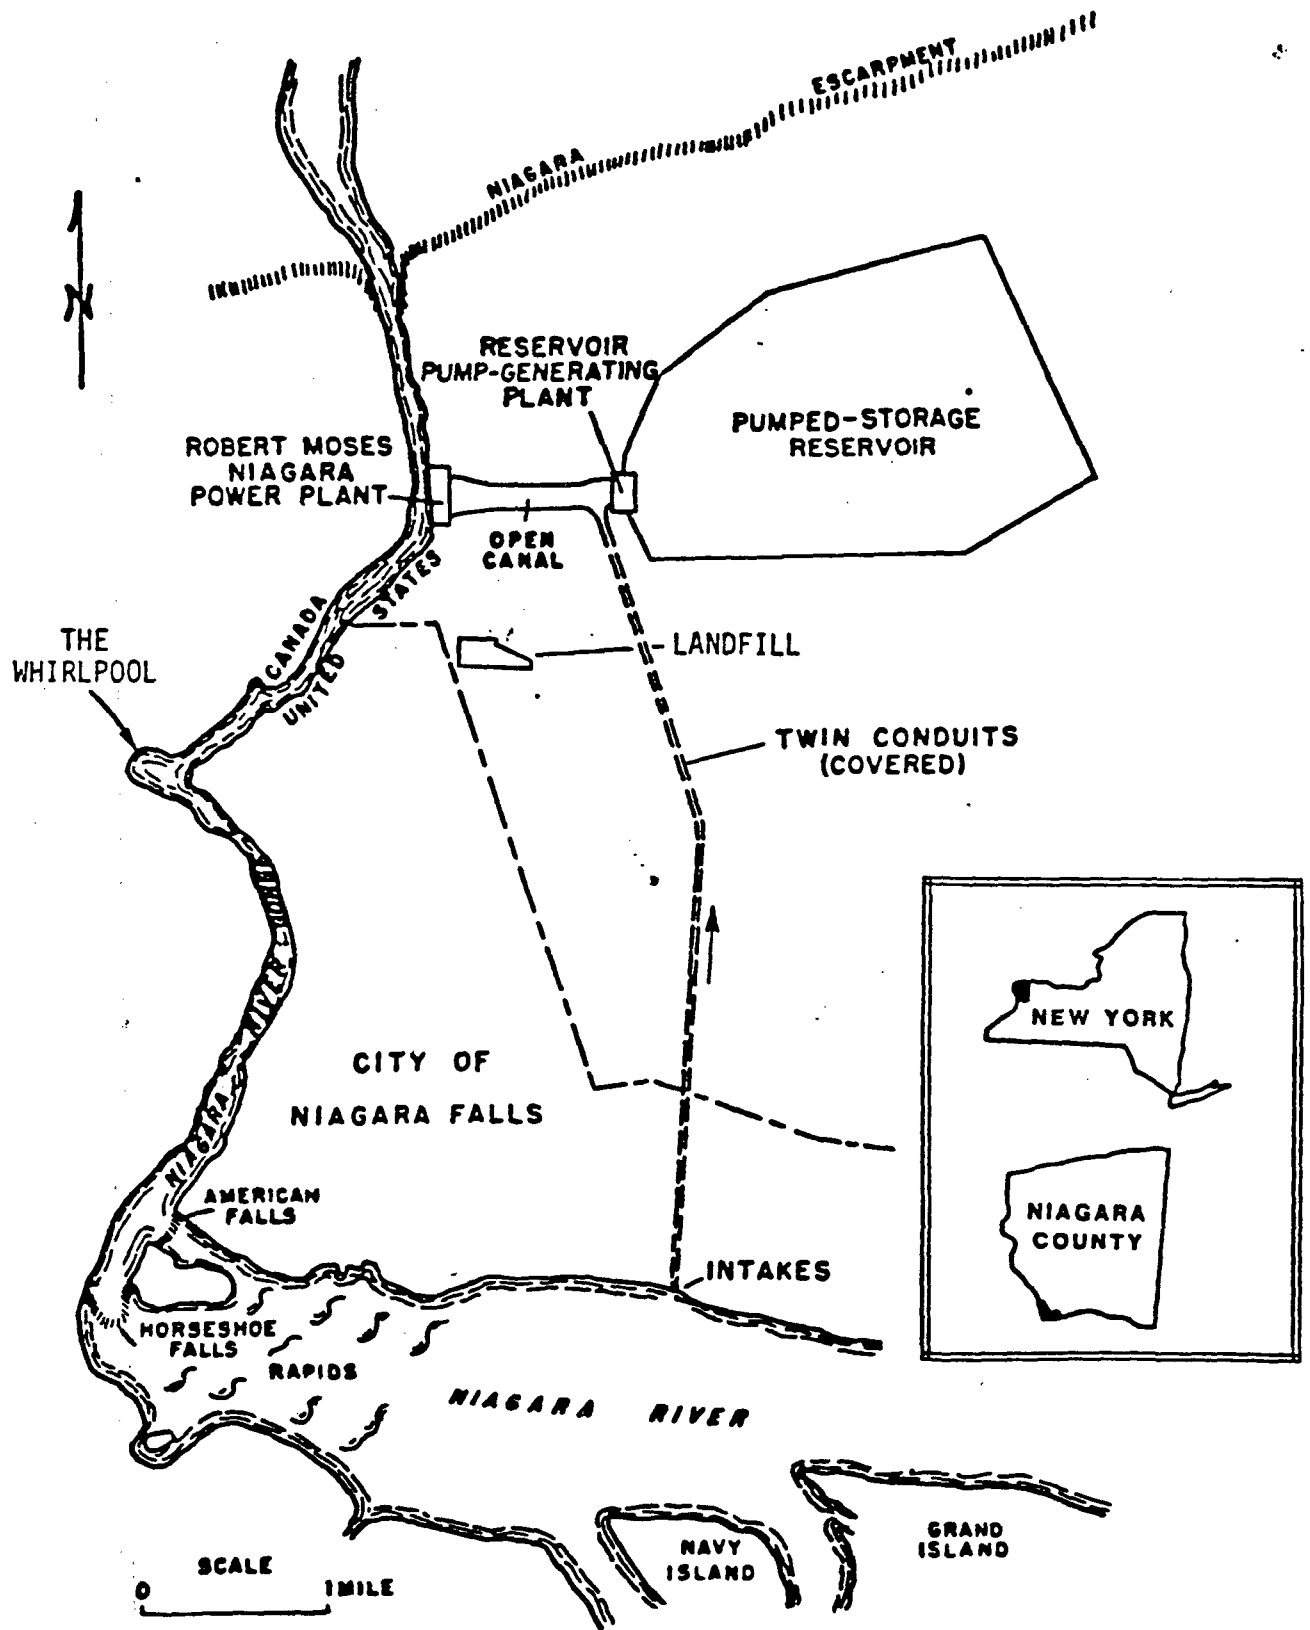 ESCARPMENT
NIAGARA
N
RESERVOIR
PUMP-GENERATING
PLANT
PUMPED-STORAGE
RESERVOIR
ROBERT MOSES
NIAGARA
POWER PLANT
OPEN
CANAL
CANADA
UNITED STATES
THE
WHIRLPOOL
LANDFILL
TWIN CONDUITS
(COVERED)
NIAGARA RIVER
CITY OF
NIAGARA FALLS
NEW YORK
NIAGARA
COUNTY
AMERICAN
FALLS
INTAKES
HORSESHOE
FALLS
RAPIDS
NIAGARA RIVER
NAVY
ISLAND
GRAND
ISLAND
SCALE
0 1 MILE